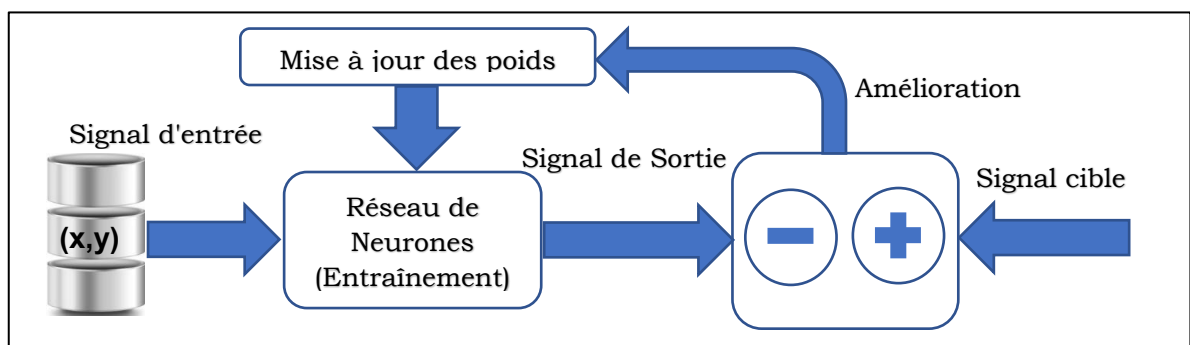 Mise à jour des poids
Amélioration
Signal d'entrée
Signal de Sortie
Signal cible
(x,y)
Réseau de
Neurones
(Entraînement)